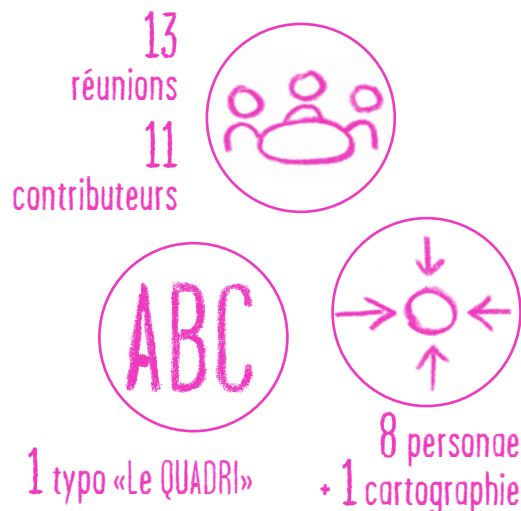 13
réunions
11
contributeurs
ABC
1 typo «Le QUADRI»
8 personae
+ 1 cartographie